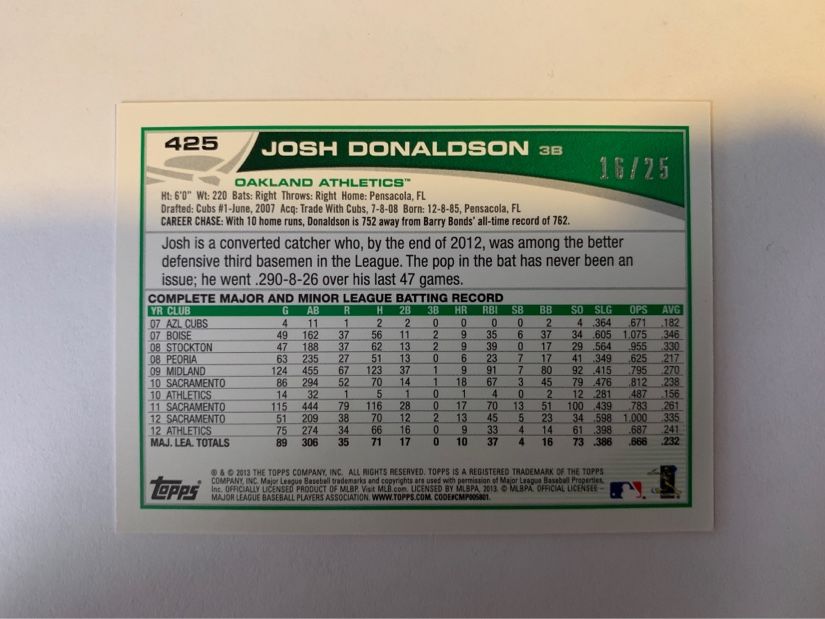 425 JOSH DONALDSON 3B
16/25
OAKLAND ATHLETICS™
Ht: 6'0" Wt: 220 Bats: Right Throws: Right Home: Pensacola, FL
Drafted: Cubs #1-June, 2007 Acq: Trade With Cubs, 7-8-08 Born: 12-8-85, Pensacola, FL
CAREER CHASE: With 10 home runs, Donaldson is 752 away from Barry Bonds' all-time record of 762.
Josh is a converted catcher who, by the end of 2012, was among the better
defensive third basemen in the League. The pop in the bat has never been an
issue; he went .290-8-26 over his last 47 games.
COMPLETE MAJOR AND MINOR LEAGUE BATTING RECORD
YR CLUB G AB R H 2B 3B HR RBI SB BB SO SLG OPS AVG
07 AZL CUBS 4 11 1 2 2 0 0 0 0 2 4 .364 .671 .182
07 BOISE 49 162 37 56 11 2 9 35 6 37 34 .605 1.075 .346
08 STOCKTON 47 188 37 62 13 2 9 39 0 17 29 .564 .955 .330
08 PEORIA 63 235 27 51 13 0 6 23 7 17 41 .349 .625 .217
09 MIDLAND 124 455 67 123 37 1 9 91 7 80 92 .415 .795 .270
10 SACRAMENTO 86 294 52 70 14 1 18 67 3 45 79 .476 .812 .238
10 ATHLETICS 14 32 1 5 1 0 1 4 0 2 12 .281 .487 .156
11 SACRAMENTO 115 444 79 116 28 0 17 70 13 51 100 .439 .783 .261
12 SACRAMENTO 51 209 38 70 12 2 13 45 5 23 34 .598 1.000 .335
12 ATHLETICS 75 274 34 66 16 0 9 33 4 14 61 .398 .687 .241
MAJ. LEA. TOTALS 89 306 35 71 17 0 10 37 4 16 73 .386 .666 .232
® & © 2013 THE TOPPS COMPANY, INC. ALL RIGHTS RESERVED. TOPPS IS A REGISTERED TRADEMARK OF THE TOPPS
COMPANY, INC. Major League Baseball trademarks and copyrights are used with permission of Major League Baseball Properties,
Inc. OFFICIALLY LICENSED PRODUCT OF MLBP. Visit MLB.com. LICENSED BY MLBPA, 2013. © MLBPA. OFFICIAL LICENSEE –
MAJOR LEAGUE BASEBALL PLAYERS ASSOCIATION. WWW.TOPPS.COM. CODE#CMP005801.
Topps